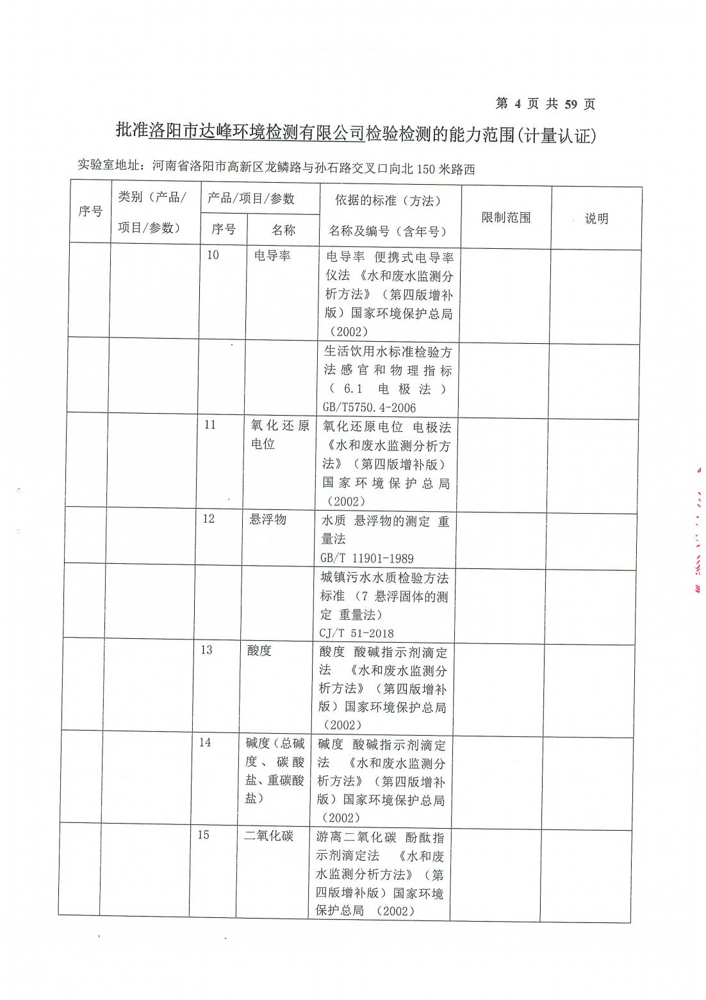 第 4 页 共 59 页
批准洛阳市达峰环境检测有限公司检验检测的能力范围(计量认证)
实验室地址：河南省洛阳市高新区龙鳞路与孙石路交叉口向北 150 米路西
序号
类别（产品/
项目/参数）
产品/项目/参数
序号
名称
依据的标准（方法）
名称及编号（含年号）
限制范围
说明
10
电导率
电导率 便携式电导率
仪法 《水和废水监测分
析方法》（第四版增补
版）国家环境保护总局
（2002）
生活饮用水标准检验方
法 感 官 和 物 理 指 标
（ 6.1 电 极 法 ）
GB/T5750.4-2006
11
氧 化 还 原
电位
氧化还原电位 电极法
《水和废水监测分析方
法》（第四版增补版）
国 家 环 境 保 护 总 局
（2002）
12
悬浮物
水质 悬浮物的测定 重
量法
GB/T 11901-1989
城镇污水水质检验方法
标准 （7 悬浮固体的测
定 重量法）
CJ/T 51-2018
13
酸度
酸度 酸碱指示剂滴定
法 《水和废水监测分
析方法》（第四版增补
版）国家环境保护总局
（2002）
14
碱度（总碱
度 、 碳 酸
盐、重碳酸
盐）
碱度 酸碱指示剂滴定
法 《水和废水监测分
析方法》（第四版增补
版）国家环境保护总局
（2002）
15
二氧化碳
游离二氧化碳 酚酞指
示剂滴定法 《水和废
水监测分析方法》（第
四版增补版）国家环境
保护总局 （2002）